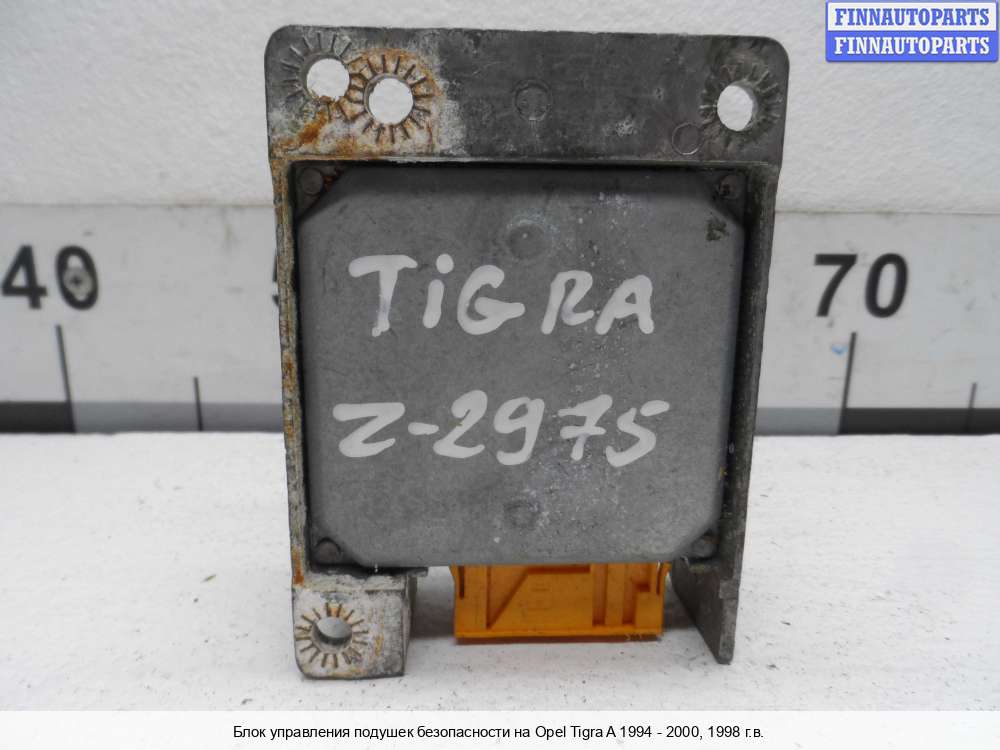 FINNAUTOPARTS
FINNAUTOPARTS
40
70
TiGRA
Z-2975
Блок управления подушек безопасности на Opel Tigra A 1994 - 2000, 1998 г.в.